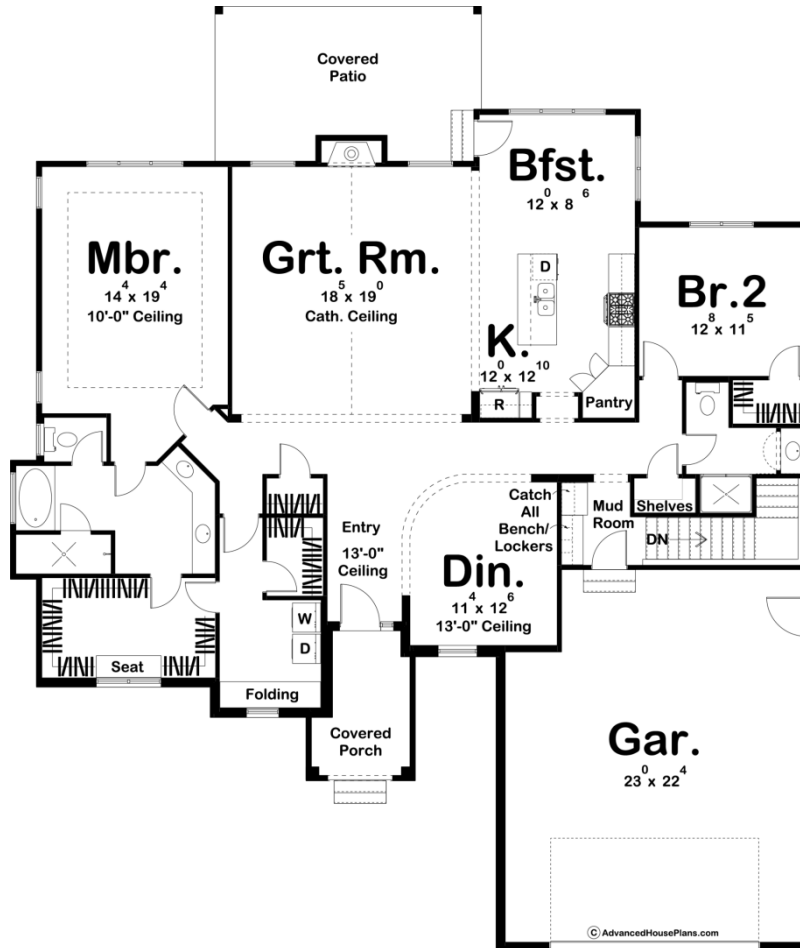 Covered
Patio
Bfst.
12⁰ x 8⁶
Mbr.
14⁴ x 19⁴
10'-0" Ceiling
Grt. Rm.
18⁵ x 19⁰
Cath. Ceiling
D
Br.2
12⁸ x 11⁵
K.
12⁰ x 12¹⁰
R
Pantry
Catch
All
Bench/
Lockers
Mud
Room
Shelves
DN
Entry
13'-0"
Ceiling
Din.
11⁴ x 12⁶
13'-0" Ceiling
W
D
Seat
Folding
Covered
Porch
Gar.
23⁰ x 22⁴
© AdvancedHousePlans.com